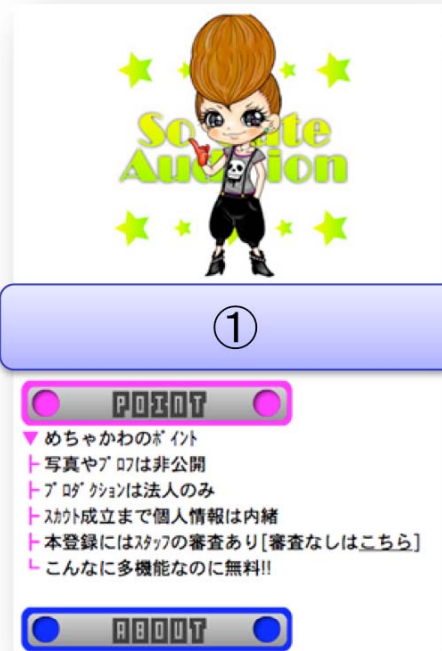 So Cute
Audition
①
POINT
▼ めちゃかわのポイント
├ 写真やプロフは非公開
├ プロダクションは法人のみ
├ スカウト成立まで個人情報は内緒
├ 本登録にはスタッフの審査あり[審査なしはこちら]
└ こんなに多機能なのに無料!!
ABOUT